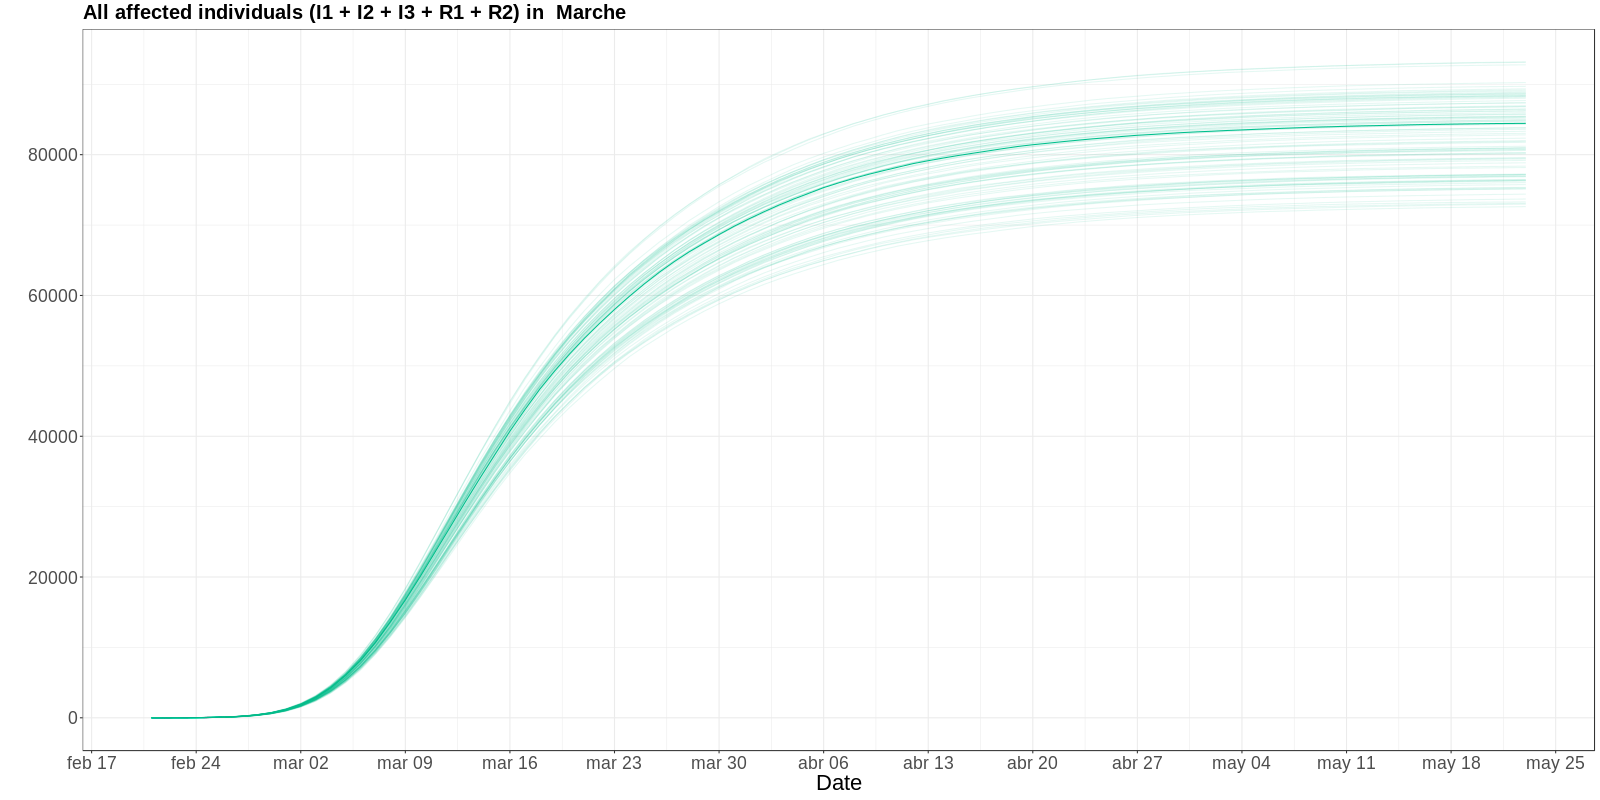 All affected individuals (I1 + I2 + I3 + R1 + R2) in  Marche
80000
60000
40000
20000
0
feb 17 feb 24 mar 02 mar 09 mar 16 mar 23 mar 30 abr 06 abr 13 abr 20 abr 27 may 04 may 11 may 18 may 25
Date